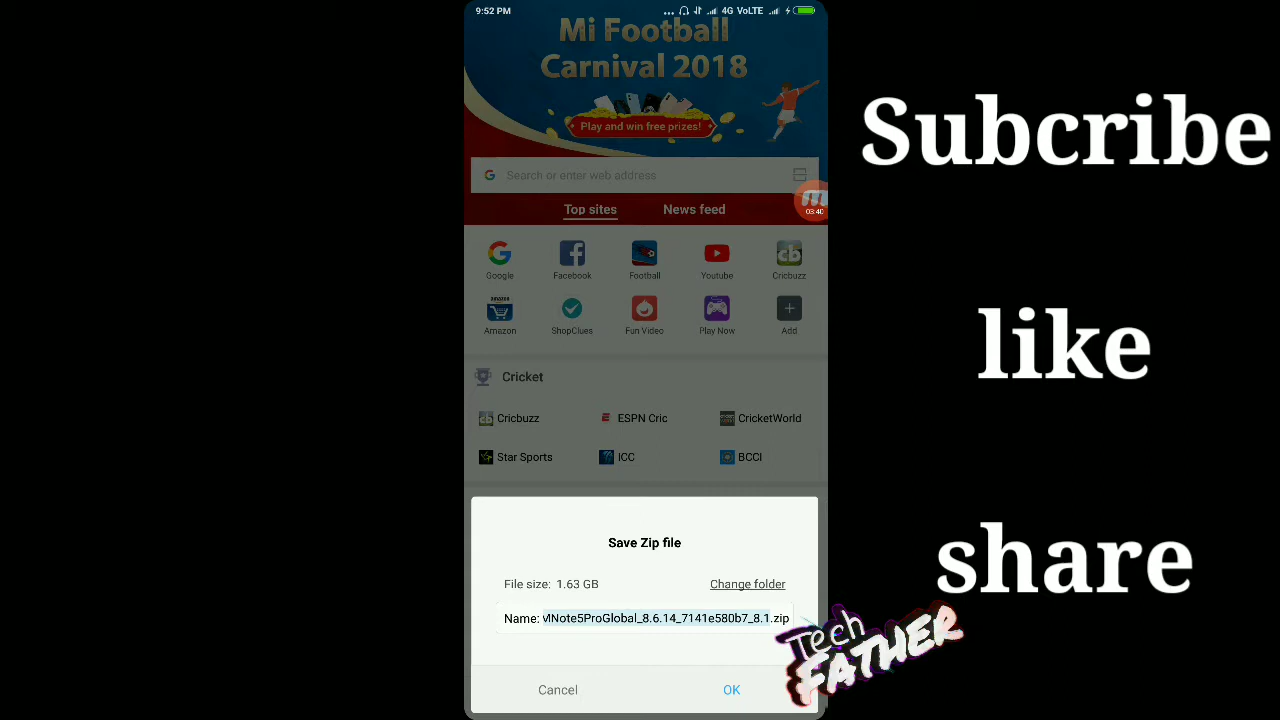 9:52 PM
... 4G VoLTE
Mi Football
Carnival 2018
Play and win free prizes!
G Search or enter web address
03:40
Top sites News feed
Google Facebook Football Youtube Cricbuzz
Amazon ShopClues Fun Video Play Now Add
Cricket
Cricbuzz ESPN Cric CricketWorld
Star Sports ICC BCCI
Save Zip file
File size: 1.63 GB Change folder
Name: MNote5ProGlobal_8.6.14_7141e580b7_8.1.zip
Cancel OK
Subcribe
like
share
Tech
FATHER